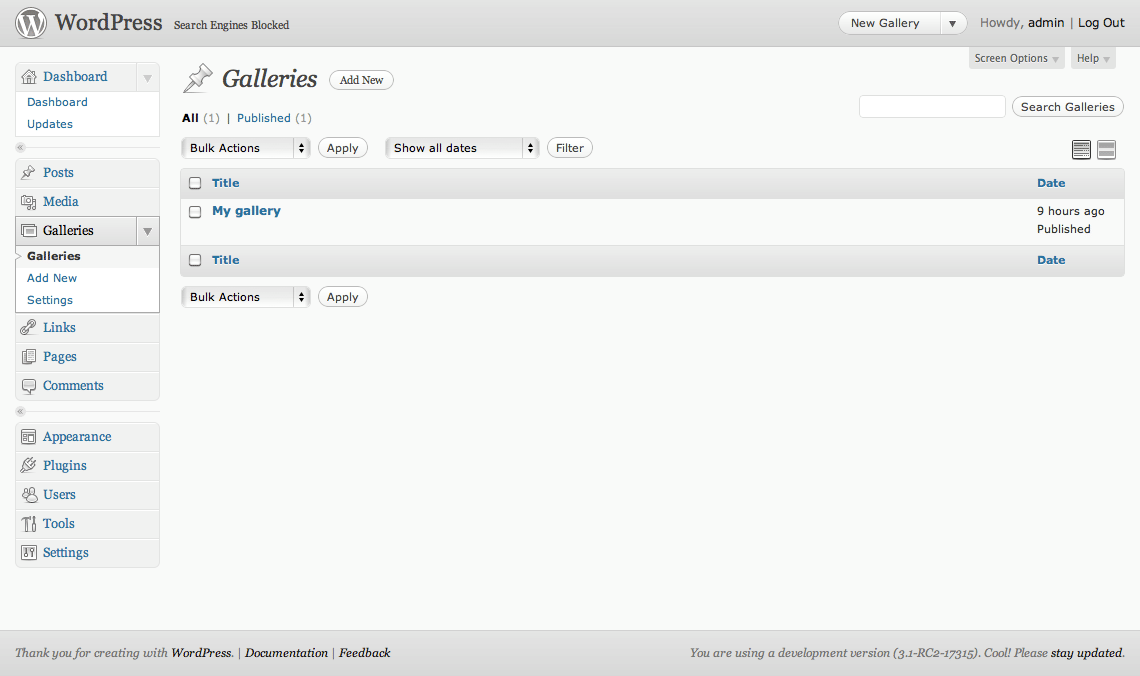 WordPress Search Engines Blocked
New Gallery
Howdy, admin | Log Out
Screen Options
Help
Dashboard
Dashboard
Updates
Posts
Media
Galleries
Galleries
Add New
Settings
Links
Pages
Comments
Appearance
Plugins
Users
Tools
Settings
Galleries Add New
All (1) | Published (1)
Search Galleries
Bulk Actions Apply Show all dates Filter
Title Date
My gallery 9 hours ago
Published
Title Date
Bulk Actions Apply
Thank you for creating with WordPress. | Documentation | Feedback
You are using a development version (3.1-RC2-17315). Cool! Please stay updated.